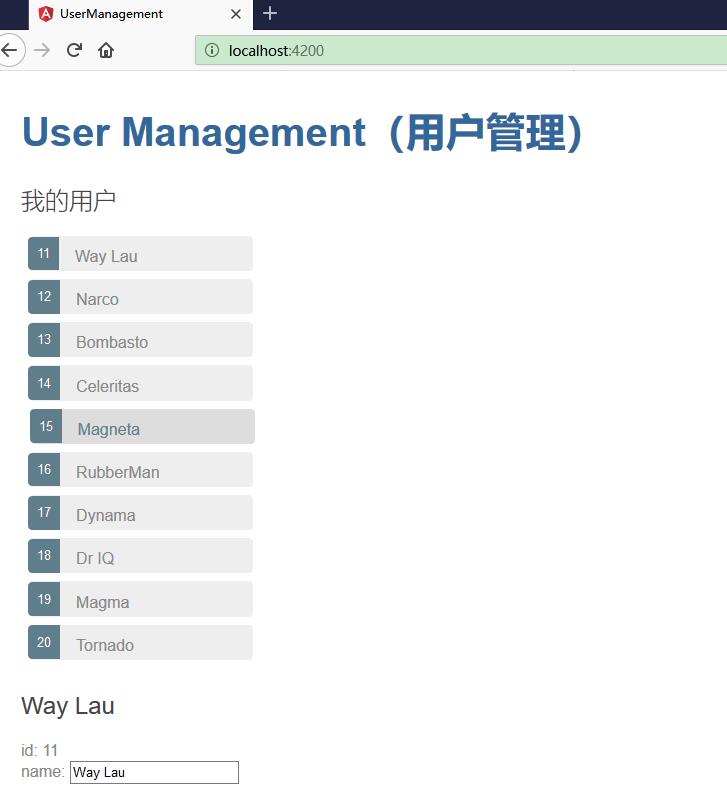 UserManagement
localhost:4200
User Management（用户管理）
我的用户
11 Way Lau
12 Narco
13 Bombasto
14 Celeritas
15 Magneta
16 RubberMan
17 Dynama
18 Dr IQ
19 Magma
20 Tornado
Way Lau
id: 11
name: Way Lau